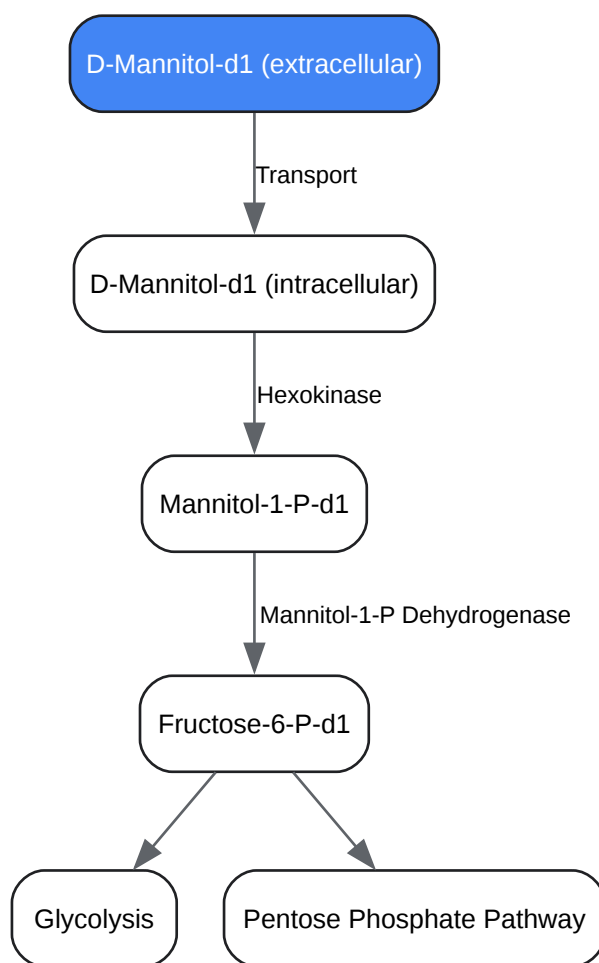 D-Mannitol-d1 (extracellular)
Transport
D-Mannitol-d1 (intracellular)
Hexokinase
Mannitol-1-P-d1
Mannitol-1-P Dehydrogenase
Fructose-6-P-d1
Glycolysis
Pentose Phosphate Pathway